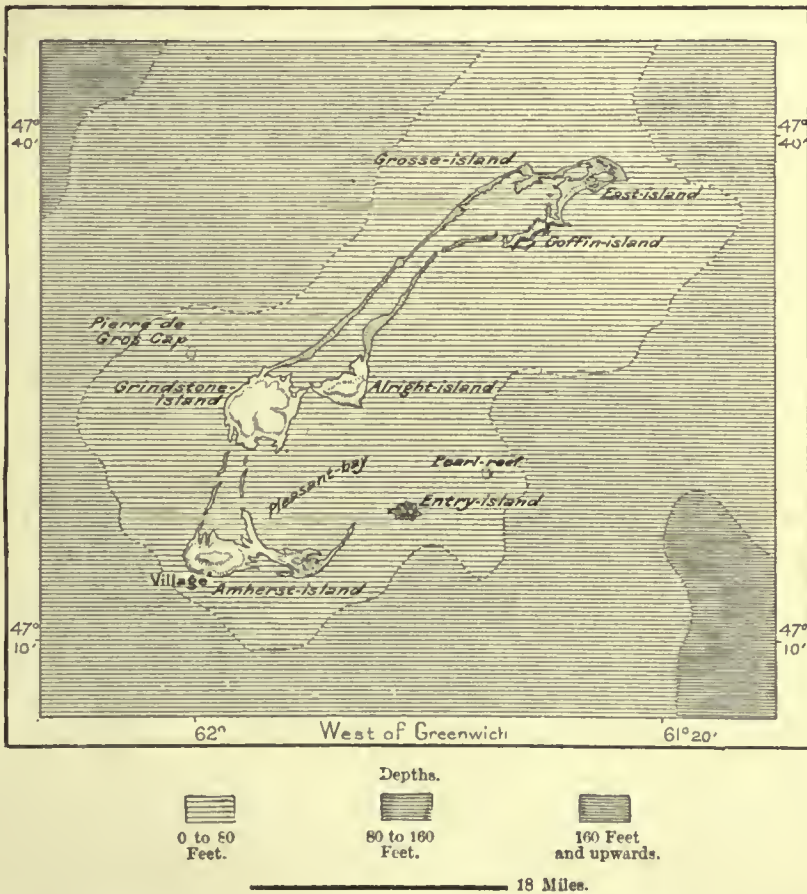 47°
40'
47°
40'
Grosse-island
East-island
Coffin-island
Pierre de
Gros Cap
Grindstone-
island
Alright-island
Pleasant-bay
Pearl-reef
Entry-island
Village
Amherst-island
47°
10'
47°
10'
62°
West of Greenwich
61°20'
Depths.
0 to 80
Feet.
80 to 160
Feet.
160 Feet
and upwards.
18 Miles.